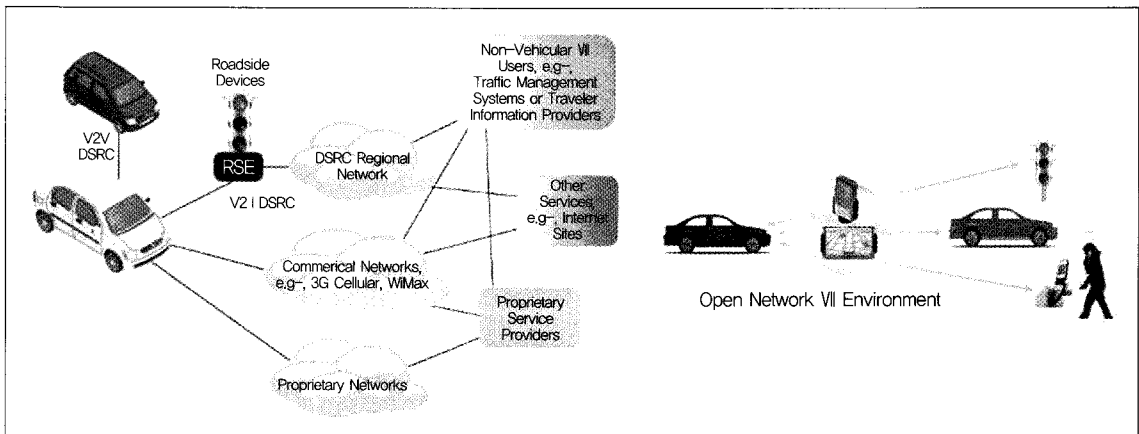 Roadside
Devices
V2V
DSRC
RSE
V2 I DSRC
DSRC Regional
Network
Commerical Networks,
e.g-, 3G Cellular, WiMax
Proprietary Networks
Non-Vehicular VII
Users, e.g-,
Traffic Management
Systems or Traveler
Information Providers
Other
Services,
e.g-, Internet
Sites
Proprietary
Service
Providers
Open Network VII Environment